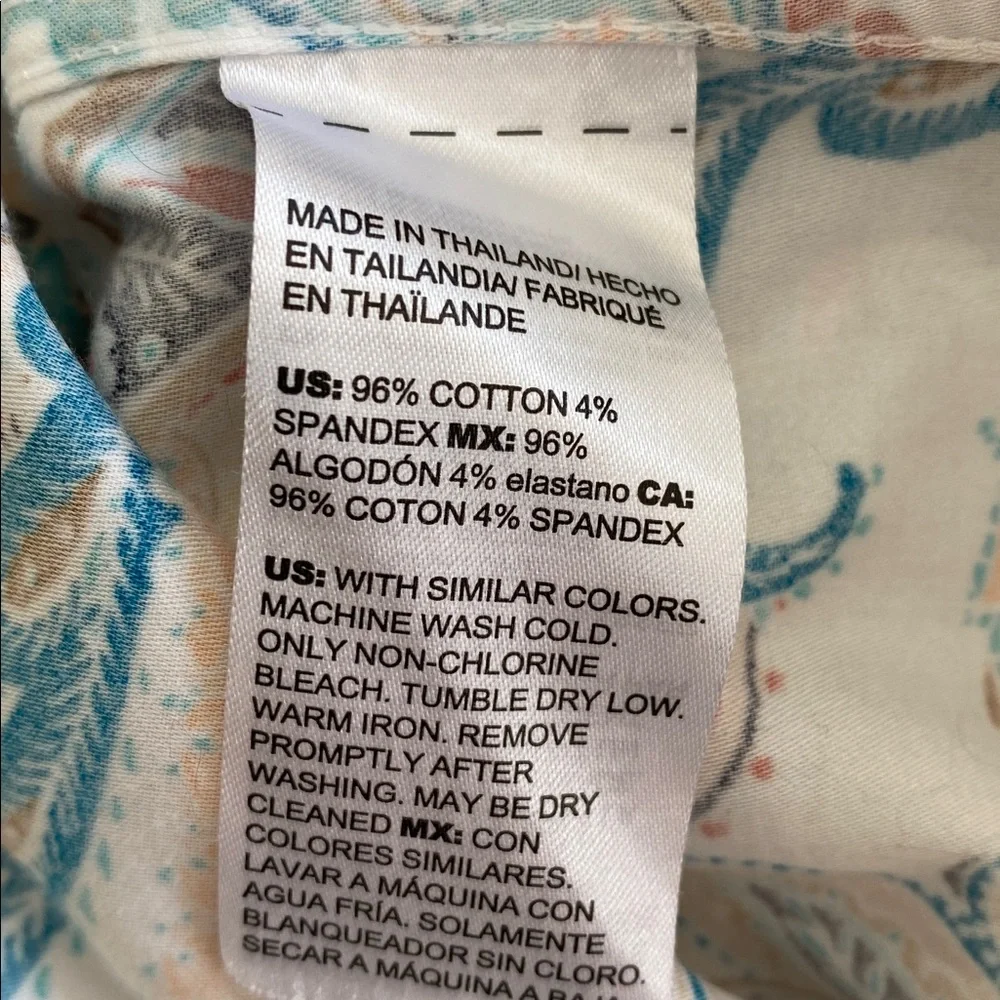 MADE IN THAILAND/ HECHO
EN TAILANDIA/ FABRIQUÉ
EN THAÏLANDE
US: 96% COTTON 4%
SPANDEX MX: 96%
ALGODÓN 4% elastano CA:
96% COTON 4% SPANDEX
US: WITH SIMILAR COLORS.
MACHINE WASH COLD.
ONLY NON-CHLORINE
BLEACH. TUMBLE DRY LOW.
WARM IRON. REMOVE
PROMPTLY AFTER
WASHING. MAY BE DRY
CLEANED MX: CON
COLORES SIMILARES.
LAVAR A MÁQUINA CON
AGUA FRÍA. SOLAMENTE
BLANQUEADOR SIN CLORO.
SECAR A MÁQUINA A BAJA